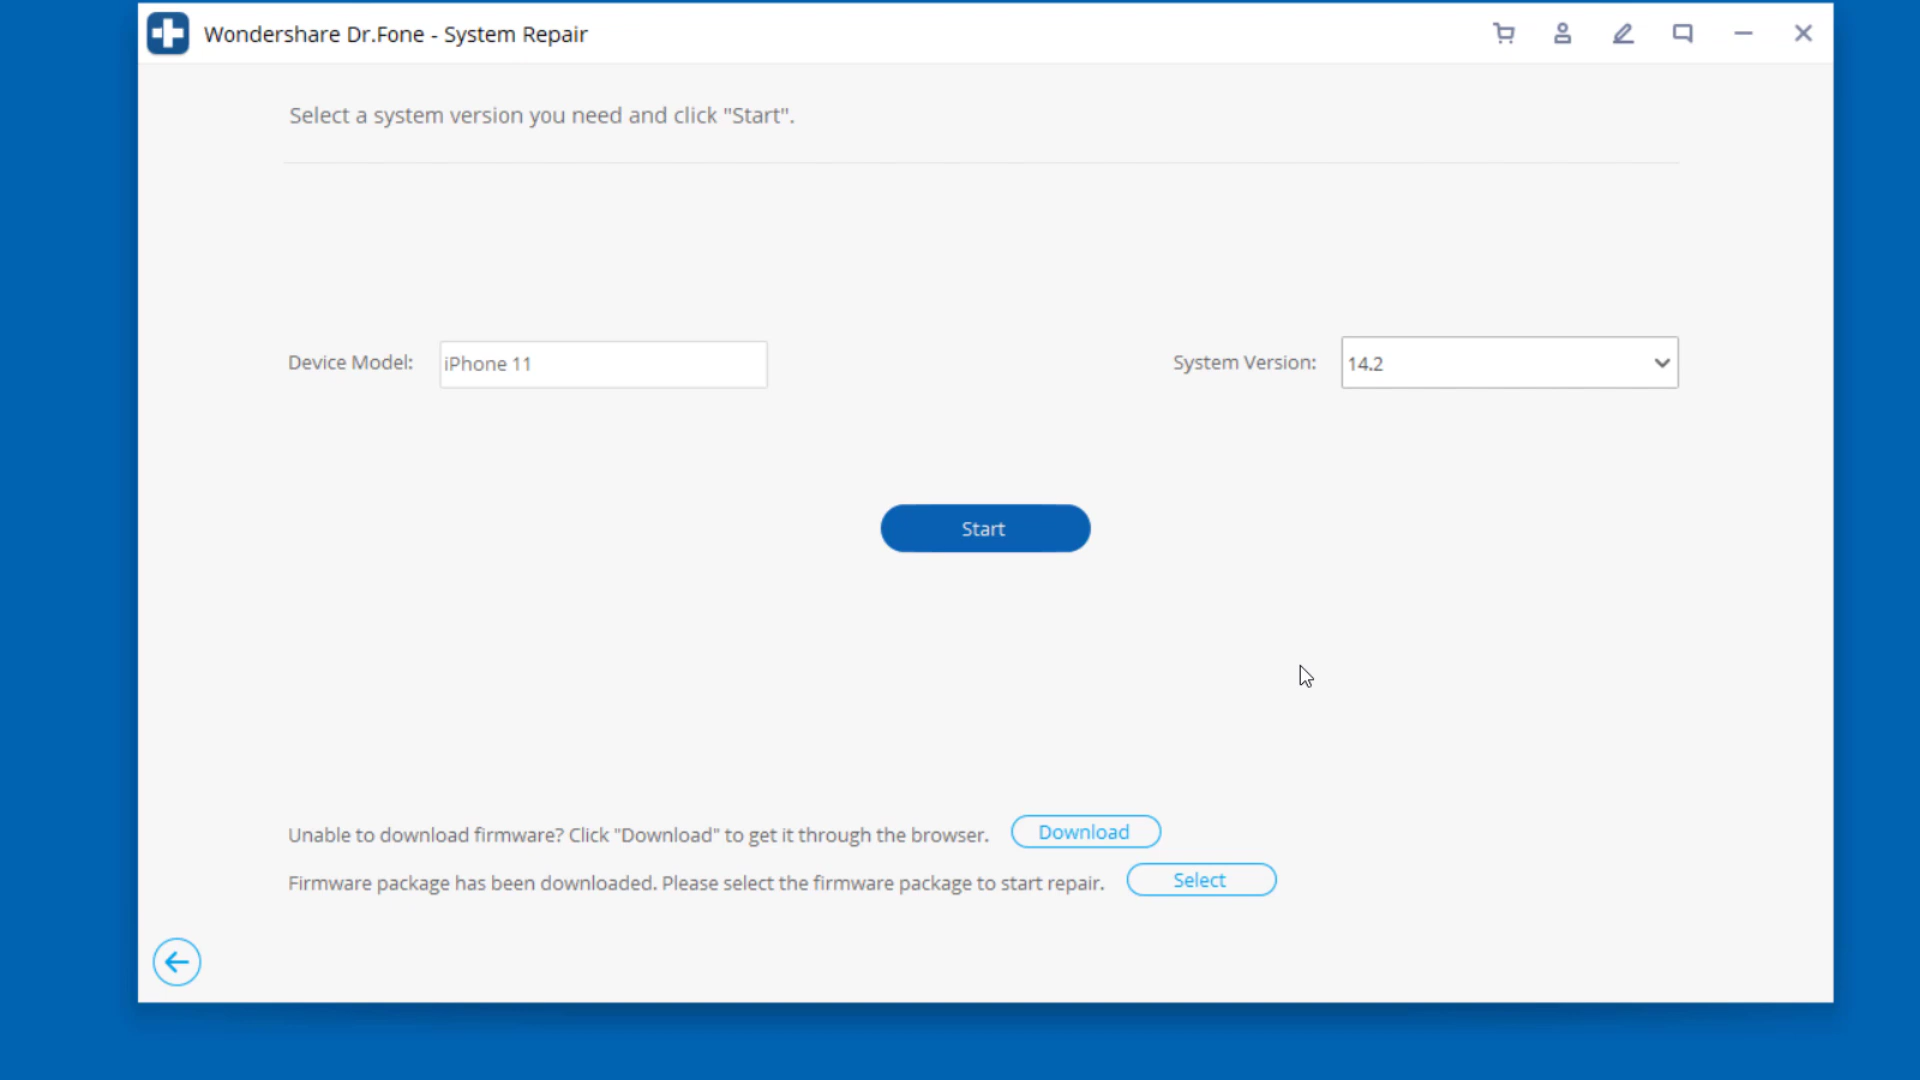 Wondershare Dr.Fone - System Repair
Select a system version you need and click "Start".
Device Model: iPhone 11 System Version: 14.2
Start
Unable to download firmware? Click "Download" to get it through the browser. Download
Firmware package has been downloaded. Please select the firmware package to start repair. Select